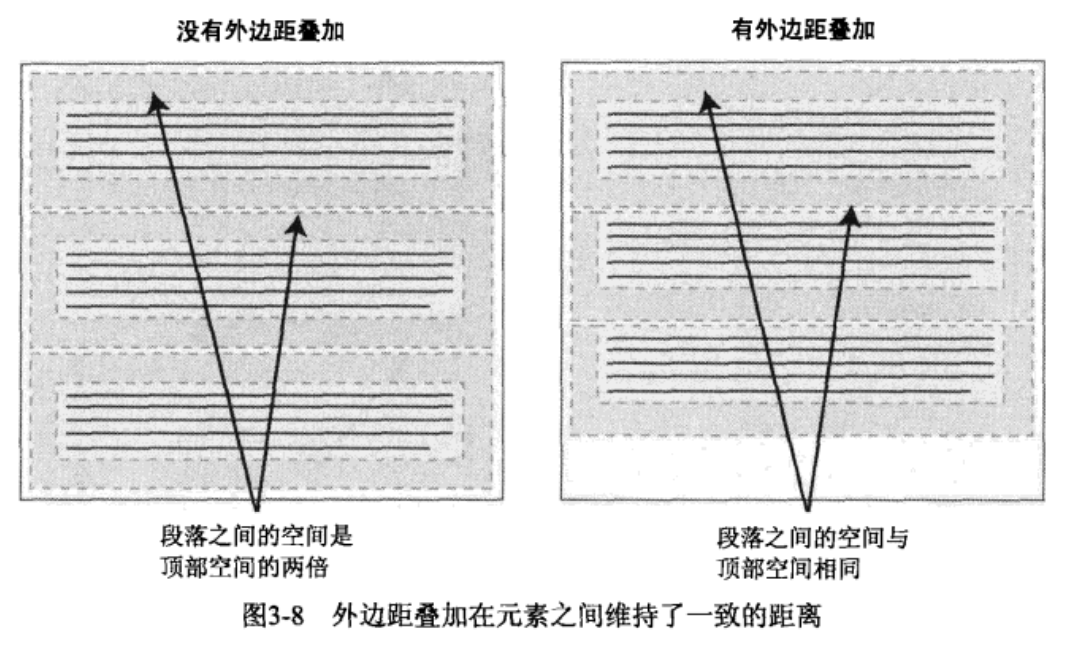 没有外边距叠加
有外边距叠加
段落之间的空间是
顶部空间的两倍
段落之间的空间与
顶部空间相同
图3-8 外边距叠加在元素之间维持了一致的距离